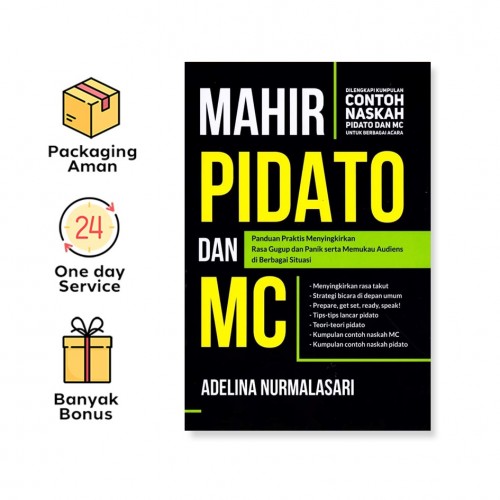 Packaging
Aman
24
One day
Service
Banyak
Bonus
MAHIR
DILENGKAPI KUMPULAN
CONTOH
NASKAH
PIDATO DAN MC
UNTUK BERBAGAI ACARA
PIDATO
DAN
Panduan Praktis Menyingkirkan
Rasa Gugup dan Panik serta Memukau Audiens
di Berbagai Situasi
MC
- Menyingkirkan rasa takut
- Strategi bicara di depan umum
- Prepare, get set, ready, speak!
- Tips-tips lancar pidato
- Teori-teori pidato
- Kumpulan contoh naskah MC
- Kumpulan contoh naskah pidato
ADELINA NURMALASARI